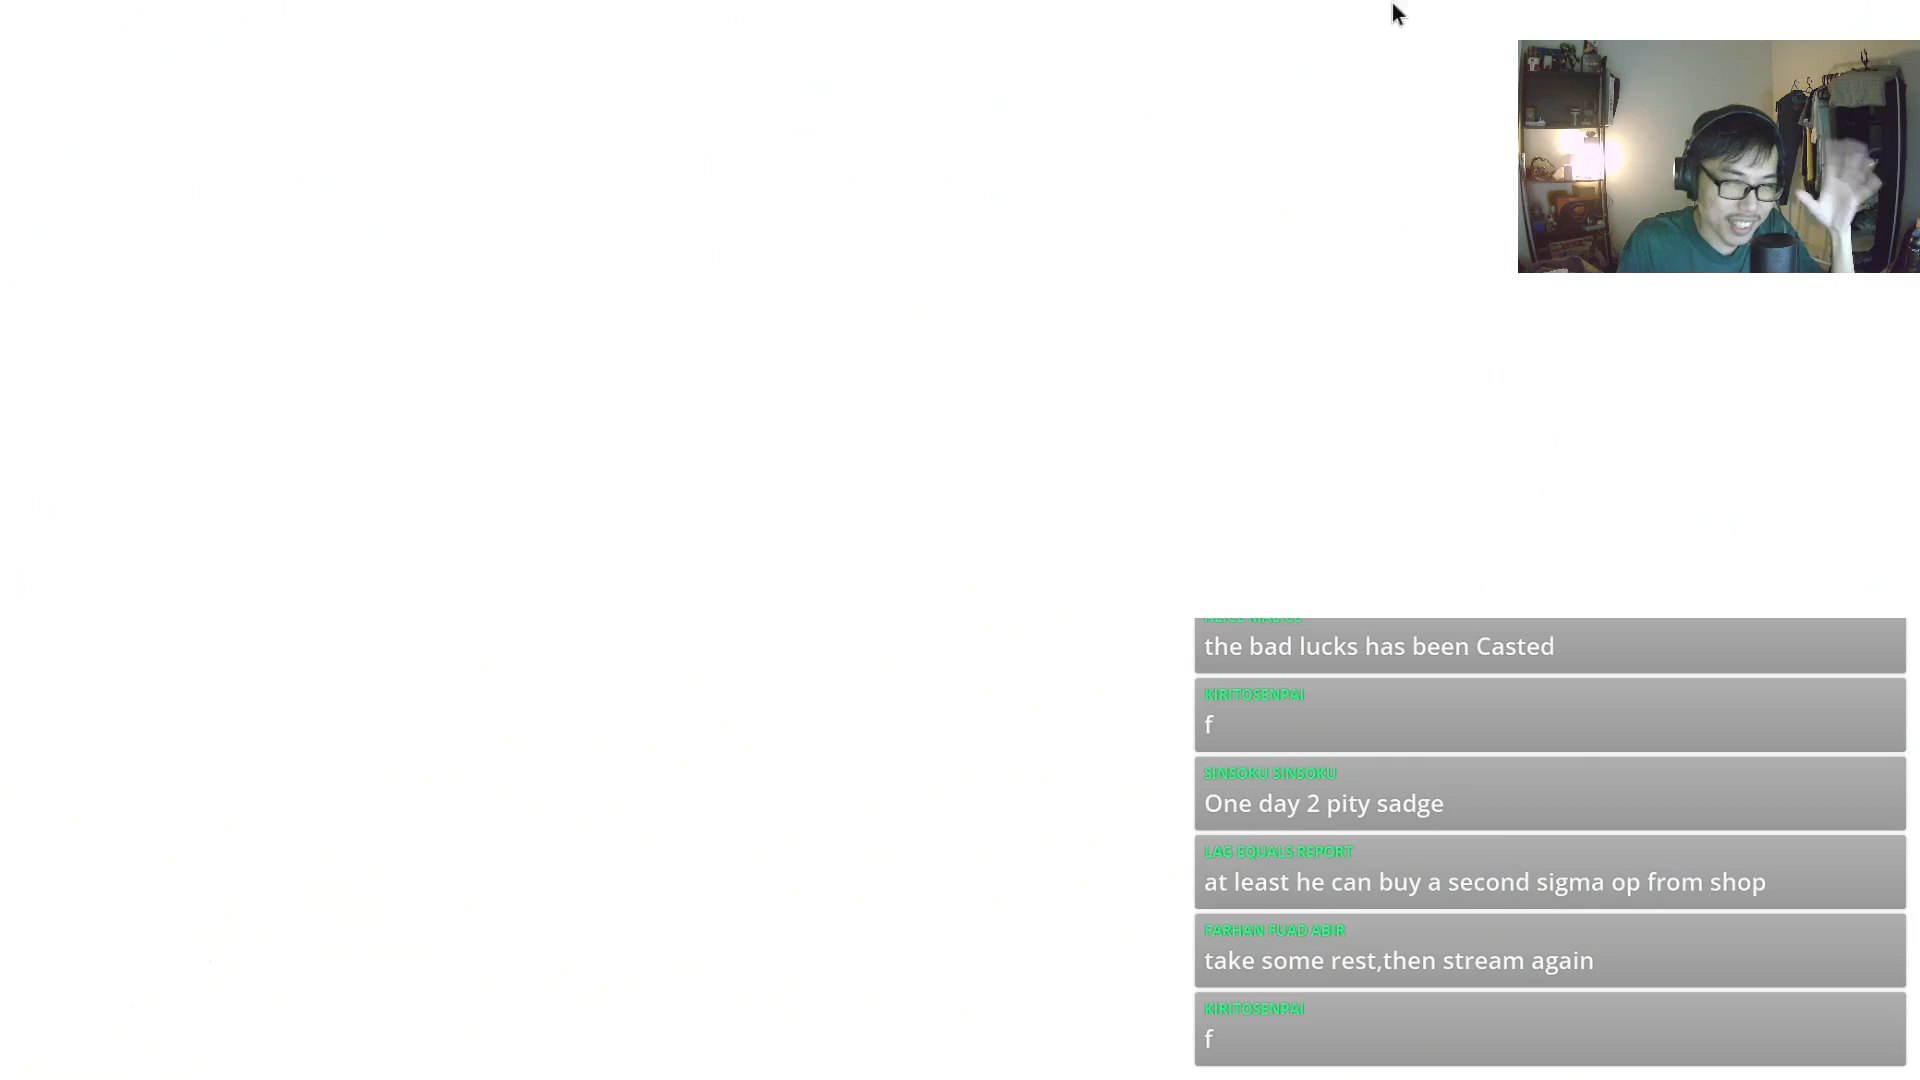 the bad lucks has been Casted
KIRITOSENPAI
f
SINSOKU SINSOKU
One day 2 pity sadge
LAG EQUALS REPORT
at least he can buy a second sigma op from shop
FARHAN FUAD ABIR
take some rest,then stream again
KIRITOSENPAI
f